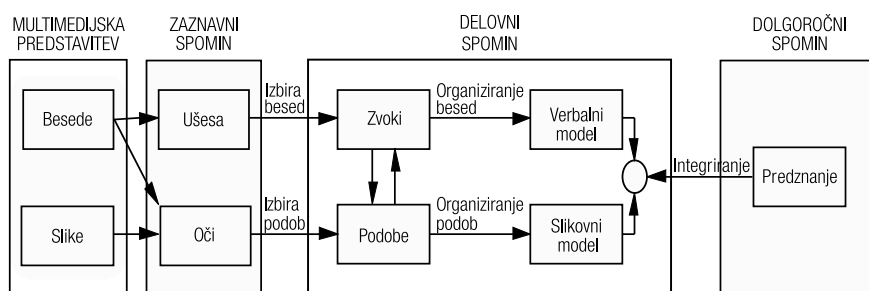 MULTIMEDIJSKA
PREDSTAVITEV
ZAZNAVNI
SPOMIN
DELOVNI
SPOMIN
DOLGOROČNI
SPOMIN
Besede
Ušesa
Izbira
besed
Zvoki
Organiziranje
besed
Verbalni
model
Integriranje
Predznanje
Slike
Oči
Izbira
podob
Podobe
Organiziranje
podob
Slikovni
model